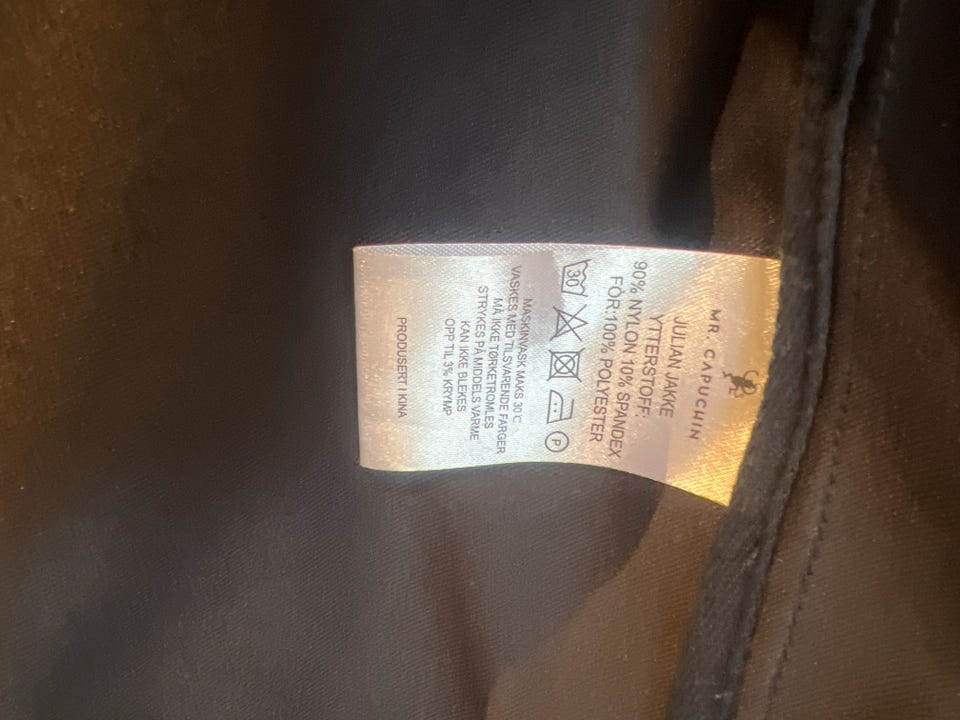 MR. CAPUCHIN
JULIAN JAKKE
YTTERSTOFF:
90% NYLON 10% SPANDEX
FÔR:100% POLYESTER
30
P
MASKINVASK MAKS 30℃
VASKES MED TILSVARENDE FARGER
MÅ IKKE TØRKETROMLES
STRYKES PÅ MIDDELS VARME
KAN IKKE BLEKES
OPP TIL 3% KRYMP
PRODUSERT I KINA